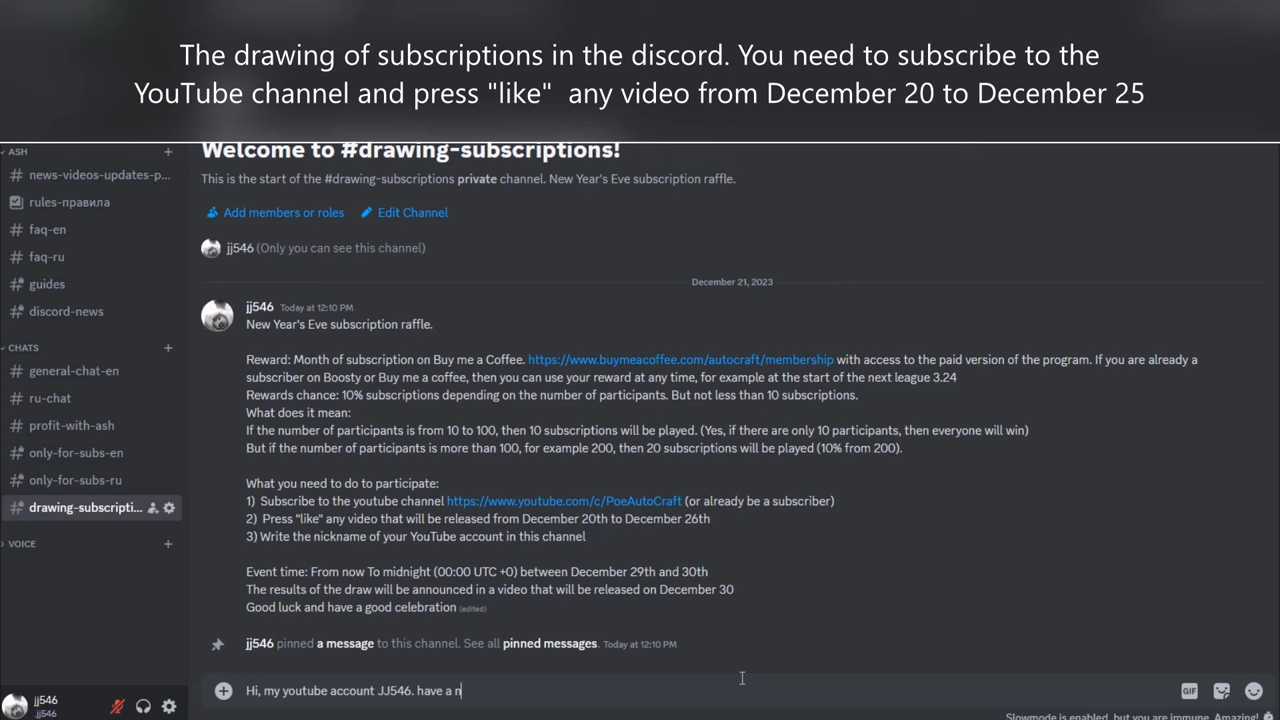 The drawing of subscriptions in the discord. You need to subscribe to the
YouTube channel and press "like"  any video from December 20 to December 25
ASH
# news-videos-updates-p...
rules-правила
# faq-en
# faq-ru
# guides
# discord-news
CHATS
# general-chat-en
# ru-chat
# profit-with-ash
# only-for-subs-en
# only-for-subs-ru
# drawing-subscripti...
VOICE
Welcome to #drawing-subscriptions!
This is the start of the #drawing-subscriptions private channel. New Year's Eve subscription raffle.
Add members or roles Edit Channel
jj546 (Only you can see this channel)
December 21, 2023
jj546 Today at 12:10 PM
New Year's Eve subscription raffle.
Reward: Month of subscription on Buy me a Coffee. https://www.buymeacoffee.com/autocraft/membership with access to the paid version of the program. If you are already a
subscriber on Boosty or Buy me a coffee, then you can use your reward at any time, for example at the start of the next league 3.24
Rewards chance: 10% subscriptions depending on the number of participants. But not less than 10 subscriptions.
What does it mean:
If the number of participants is from 10 to 100, then 10 subscriptions will be played. (Yes, if there are only 10 participants, then everyone will win)
But if the number of participants is more than 100, for example 200, then 20 subscriptions will be played (10% from 200).
What you need to do to participate:
1)  Subscribe to the youtube channel https://www.youtube.com/c/PoeAutoCraft (or already be a subscriber)
2)  Press "like" any video that will be released from December 20th to December 26th
3) Write the nickname of your YouTube account in this channel
Event time: From now To midnight (00:00 UTC +0) between December 29th and 30th
The results of the draw will be announced in a video that will be released on December 30
Good luck and have a good celebration (edited)
jj546 pinned a message to this channel. See all pinned messages. Today at 12:10 PM
Hi, my youtube account JJ546. have a n
GIF
jj546
.jj546
Slowmode is enabled, but you are immune. Amazing!